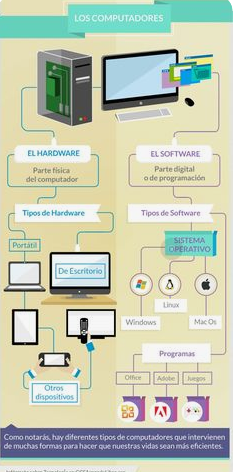 LOS COMPUTADORES
EL HARDWARE
Parte física
del computador
EL SOFTWARE
Parte digital
o de programación
Tipos de Hardware
Tipos de Software
Portátil
De Escritorio
SISTEMA
OPERATIVO
Linux
Windows
Mac Os
Programas
Office
Adobe
Juegos
Otros
dispositivos
Como notarás, hay diferentes tipos de computadores que intervienen
de muchas formas para hacer que nuestras vidas sean más eficientes.